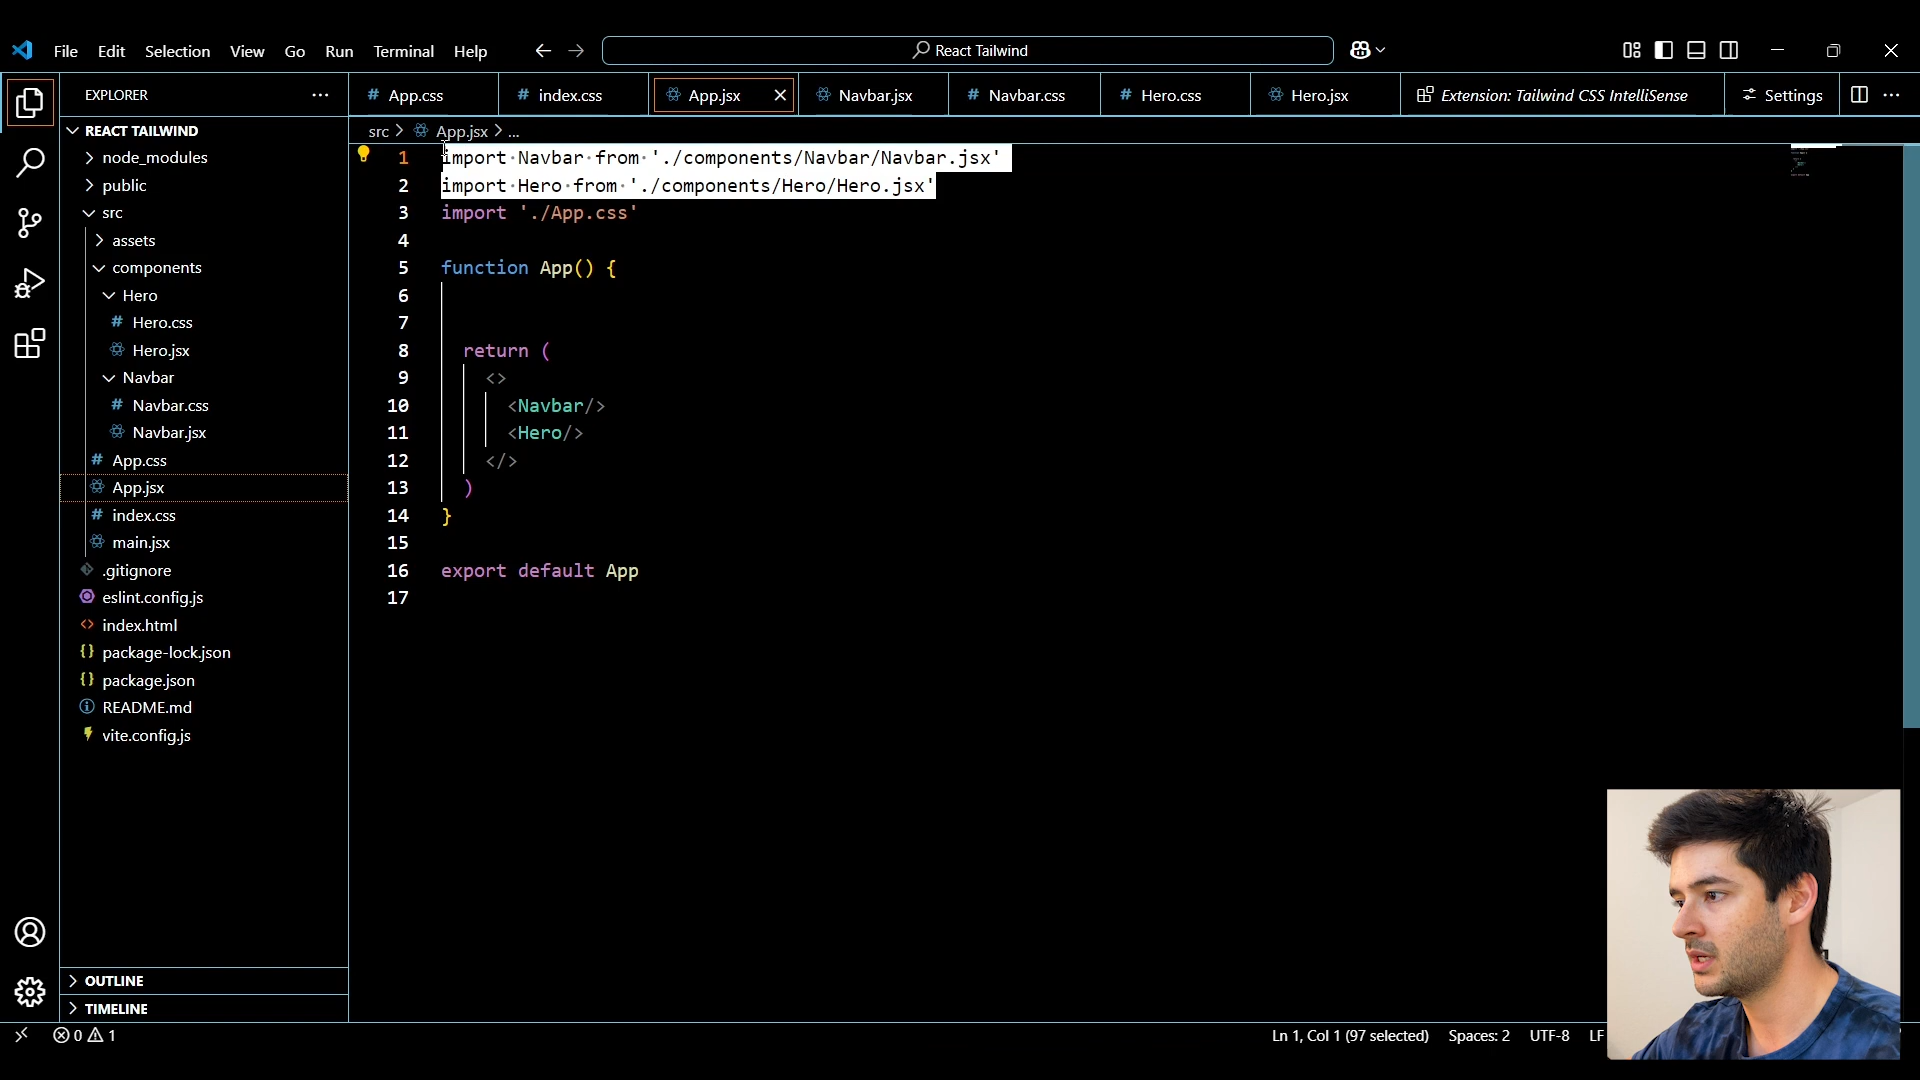 File Edit Selection View Go Run Terminal Help
React Tailwind
EXPLORER
App.css
index.css
App.jsx
Navbar.jsx
Navbar.css
Hero.css
Hero.jsx
Extension: Tailwind CSS IntelliSense
Settings
src > App.jsx > ...
REACT TAILWIND
node_modules
public
src
assets
components
Hero
Hero.css
Hero.jsx
Navbar
Navbar.css
Navbar.jsx
App.css
App.jsx
index.css
main.jsx
.gitignore
eslint.config.js
index.html
package-lock.json
package.json
README.md
vite.config.js
OUTLINE
TIMELINE
1 import·Navbar·from·'./components/Navbar/Navbar.jsx'
2 import·Hero·from·'./components/Hero/Hero.jsx'
3 import './App.css'
4
5 function App() {
6
7
8 return (
9 <>
10 <Navbar/>
11 <Hero/>
12 </>
13 )
14 }
15
16 export default App
17
0 1
Ln 1, Col 1 (97 selected) Spaces: 2 UTF-8 LF